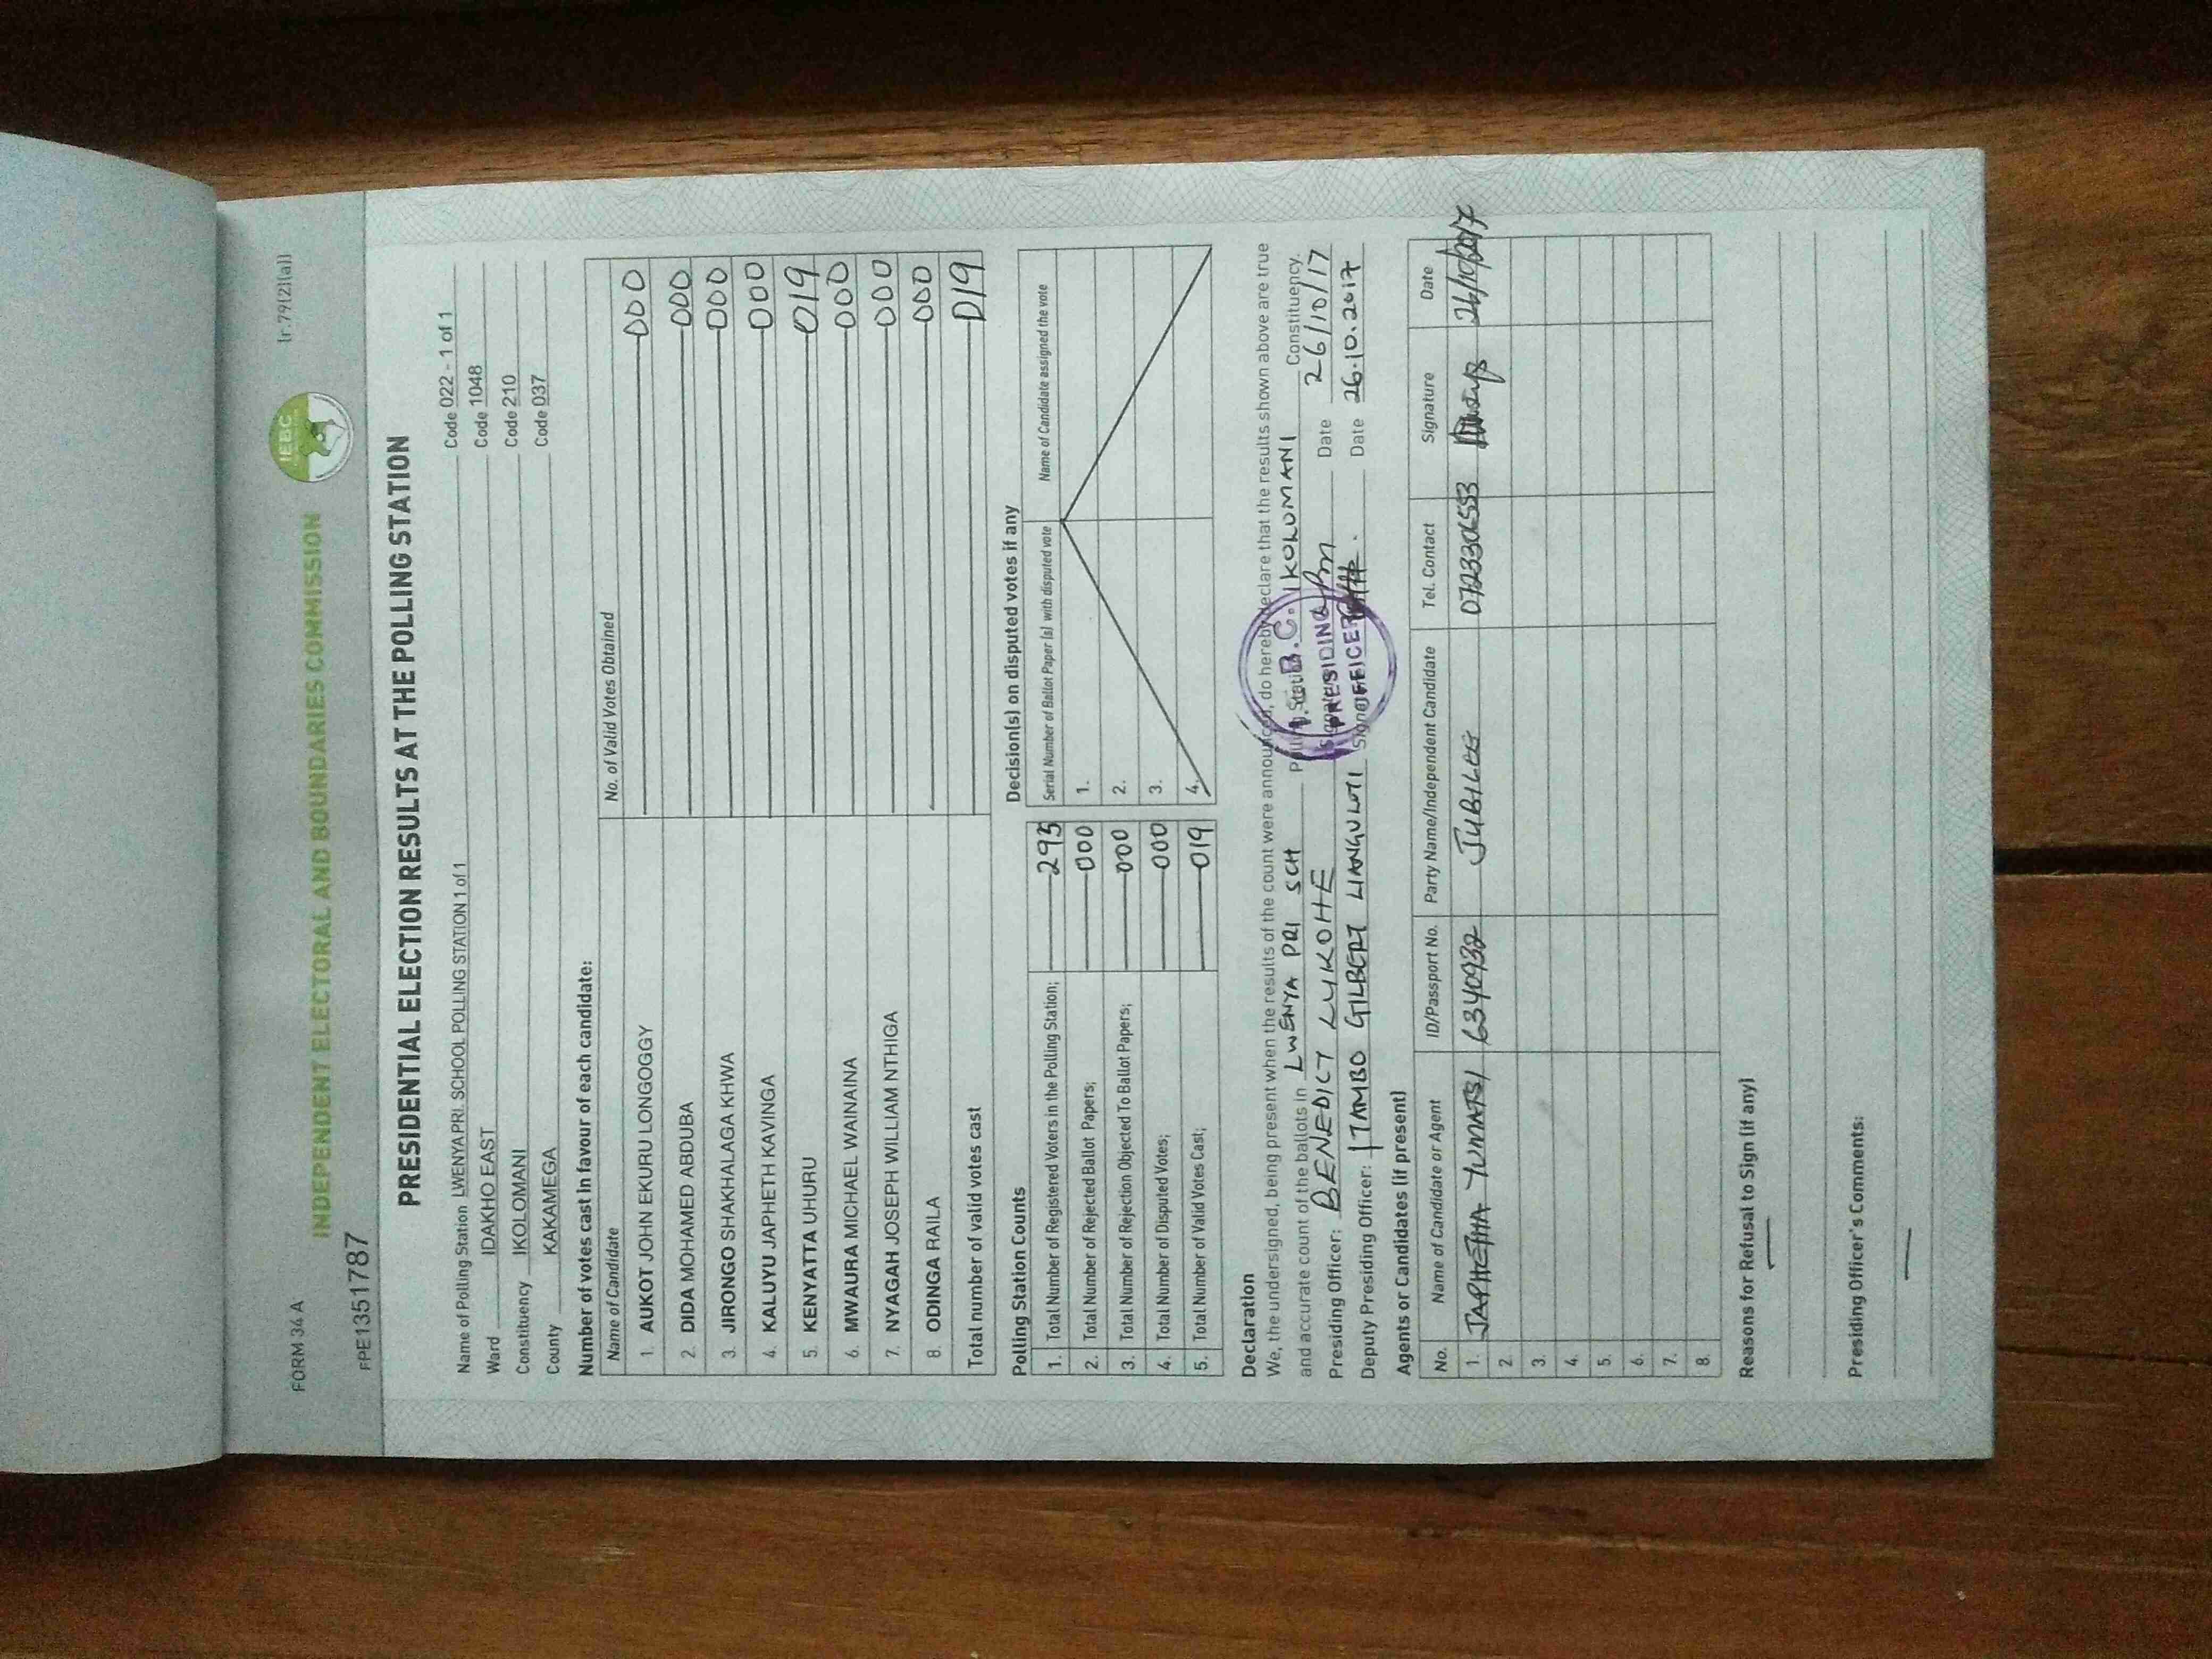 FORM 34 A
(r.79(2)(a))
INDEPENDENT ELECTORAL AND BOUNDARIES COMMISSION
IEBC
FPE1351787
PRESIDENTIAL ELECTION RESULTS AT THE POLLING STATION
Name of Polling Station LWENYA PRI. SCHOOL POLLING STATION 1 of 1 Code 022 - 1 of 1
Ward IDAKHO EAST Code 1048
Constituency IKOLOMANI Code 210
County KAKAMEGA Code 037
Number of votes cast in favour of each candidate:
Name of Candidate No. of Valid Votes Obtained
1. AUKOT JOHN EKURU LONGOGGY 000
2. DIDA MOHAMED ABDUBA 000
3. JIRONGO SHAKHALAGA KHWA 000
4. KALUYU JAPHETH KAVINGA 000
5. KENYATTA UHURU 019
6. MWAURA MICHAEL WAINAINA 000
7. NYAGAH JOSEPH WILLIAM NTHIGA 000
8. ODINGA RAILA 000
Total number of valid votes cast 019
Polling Station Counts
1. Total Number of Registered Voters in the Polling Station; 295
2. Total Number of Rejected Ballot Papers; 000
3. Total Number of Rejection Objected To Ballot Papers; 000
4. Total Number of Disputed Votes; 000
5. Total Number of Valid Votes Cast; 019
Decision(s) on disputed votes if any
Serial Number of Ballot Paper (s) with disputed vote Name of Candidate assigned the vote
1.
2.
3.
4.
Declaration
We, the undersigned, being present when the results of the count were announced, do hereby declare that the results shown above are true
and accurate count of the ballots in LWENYA PRI SCH Polling Station IKOLOMANI Constituency.
Presiding Officer: BENEDICT LUKOHE Signature Date 26/10/17
Deputy Presiding Officer: ITAMBO GILBERT LIANGULUTI Signature Date 26.10.2017
PRESIDING
OFFICER
Agents or Candidates (if present)
No. Name of Candidate or Agent ID/Passport No. Party Name/Independent Candidate Tel. Contact Signature Date
1. JAPHETHA 6340932 JUBILEE 0723306553 26/10/2017
2.
3.
4.
5.
6.
7.
8.
Reasons for Refusal to Sign (if any)
Presiding Officer's Comments: